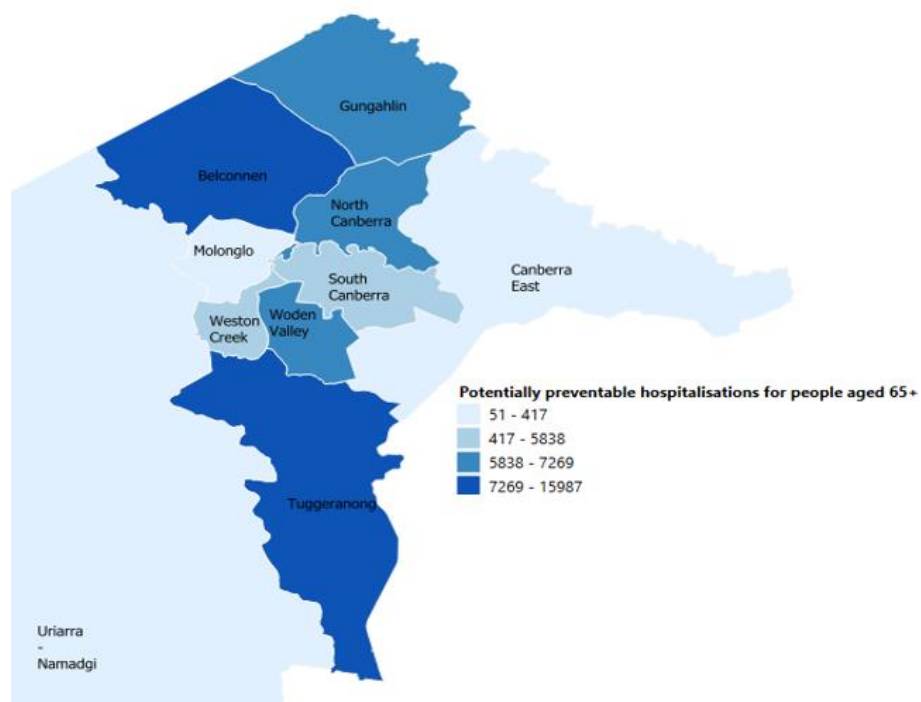 Gungahlin
Belconnen
North
Canberra
Molonglo
South
Canberra
Canberra
East
Weston
Creek
Woden
Valley
Potentially preventable hospitalisations for people aged 65+
51 - 417
417 - 5838
5838 - 7269
7269 - 15987
Tuggeranong
Uriarra
-
Namadgi